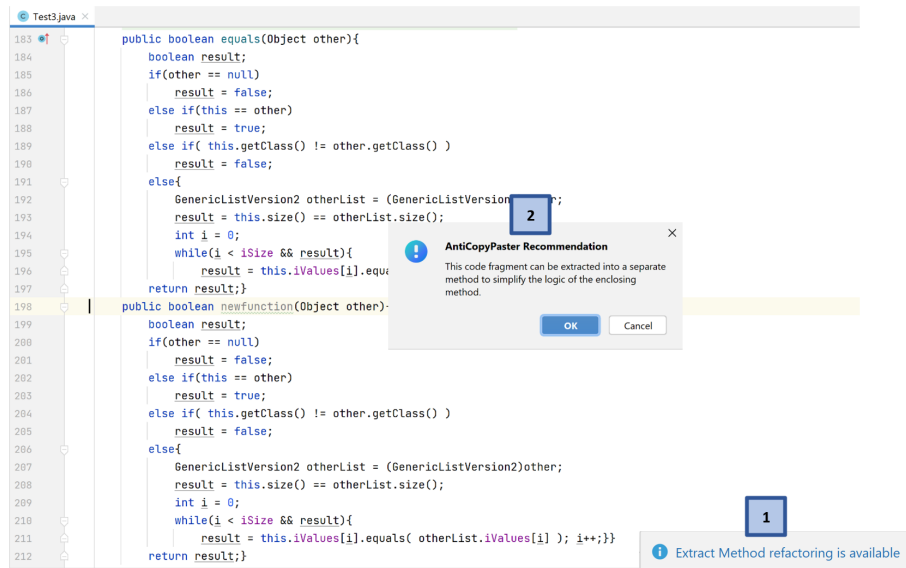 Test3.java
183 public boolean equals(Object other){
184 boolean result;
185 if(other == null)
186 result = false;
187 else if(this == other)
188 result = true;
189 else if( this.getClass() != other.getClass() )
190 result = false;
191 else{
192 GenericListVersion2 otherList = (GenericListVersion r;
193 result = this.size() == otherList.size();
194 int i = 0;
195 while(i < iSize && result){
196 result = this.iValues[i].equa
197 return result;}
198 public boolean newfunction(Object other)
199 boolean result;
200 if(other == null)
201 result = false;
202 else if(this == other)
203 result = true;
204 else if( this.getClass() != other.getClass() )
205 result = false;
206 else{
207 GenericListVersion2 otherList = (GenericListVersion2)other;
208 result = this.size() == otherList.size();
209 int i = 0;
210 while(i < iSize && result){
211 result = this.iValues[i].equals( otherList.iValues[i] ); i++;}}
212 return result;}
2
AntiCopyPaster Recommendation
This code fragment can be extracted into a separate
method to simplify the logic of the enclosing
method.
OK Cancel
1
Extract Method refactoring is available